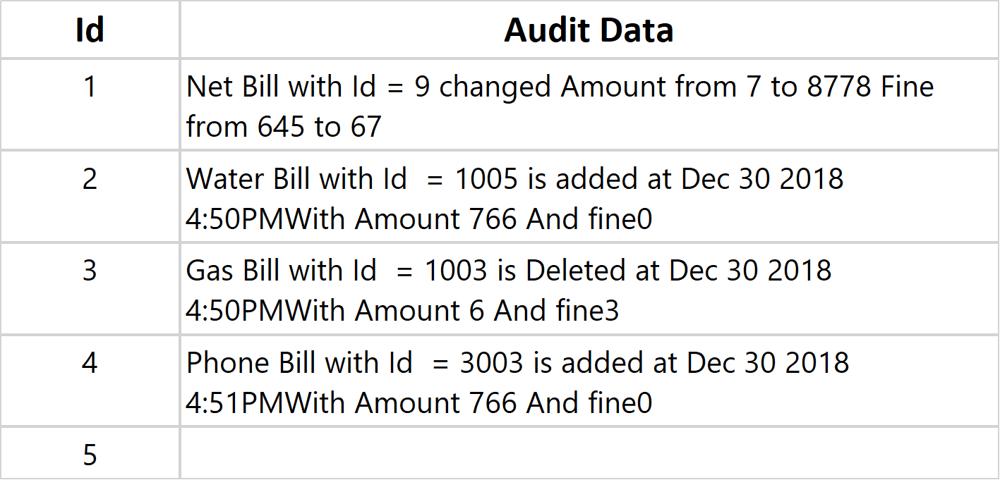 Id Audit Data
1 Net Bill with Id = 9 changed Amount from 7 to 8778 Fine
from 645 to 67
2 Water Bill with Id  = 1005 is added at Dec 30 2018
4:50PMWith Amount 766 And fine0
3 Gas Bill with Id  = 1003 is Deleted at Dec 30 2018
4:50PMWith Amount 6 And fine3
4 Phone Bill with Id  = 3003 is added at Dec 30 2018
4:51PMWith Amount 766 And fine0
5